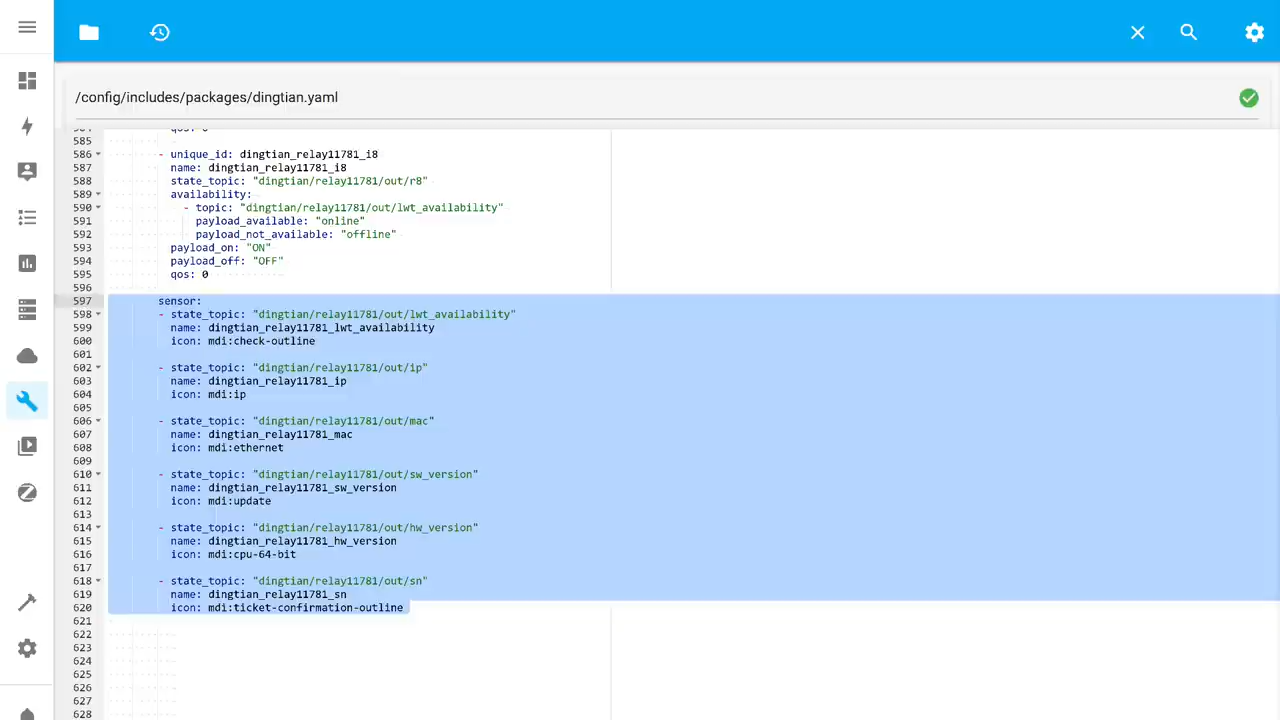 /config/includes/packages/dingtian.yaml
584 qos: 0
585
586 - unique_id: dingtian_relay11781_i8
587 name: dingtian_relay11781_i8
588 state_topic: "dingtian/relay11781/out/r8"
589 availability:
590 - topic: "dingtian/relay11781/out/lwt_availability"
591 payload_available: "online"
592 payload_not_available: "offline"
593 payload_on: "ON"
594 payload_off: "OFF"
595 qos: 0
596
597 sensor:
598 - state_topic: "dingtian/relay11781/out/lwt_availability"
599 name: dingtian_relay11781_lwt_availability
600 icon: mdi:check-outline
601
602 - state_topic: "dingtian/relay11781/out/ip"
603 name: dingtian_relay11781_ip
604 icon: mdi:ip
605
606 - state_topic: "dingtian/relay11781/out/mac"
607 name: dingtian_relay11781_mac
608 icon: mdi:ethernet
609
610 - state_topic: "dingtian/relay11781/out/sw_version"
611 name: dingtian_relay11781_sw_version
612 icon: mdi:update
613
614 - state_topic: "dingtian/relay11781/out/hw_version"
615 name: dingtian_relay11781_hw_version
616 icon: mdi:cpu-64-bit
617
618 - state_topic: "dingtian/relay11781/out/sn"
619 name: dingtian_relay11781_sn
620 icon: mdi:ticket-confirmation-outline
621
622
623
624
625
626
627
628